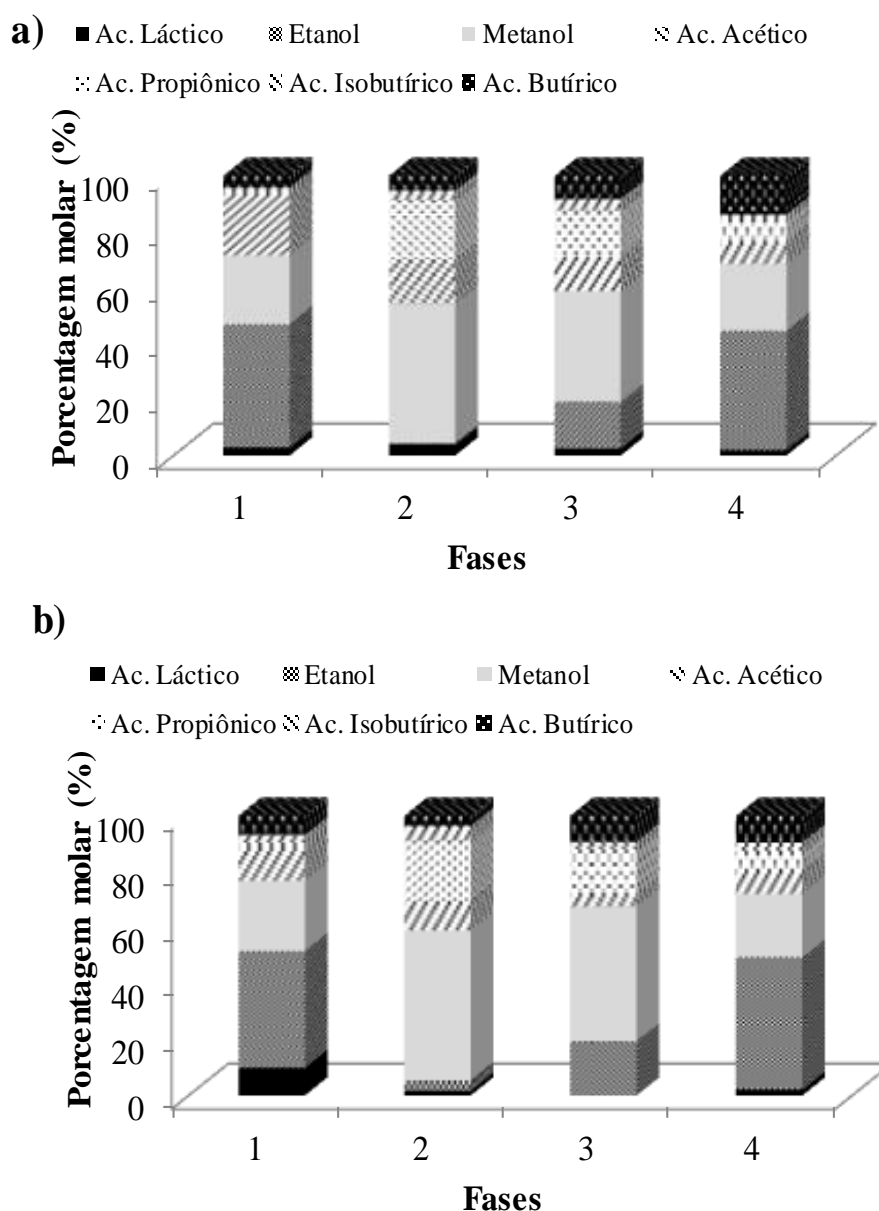 a)
Ac. Láctico Etanol Metanol Ac. Acético
Ac. Propiônico Ac. Isobutírico Ac. Butírico
Porcentagem molar (%)
100
80
60
40
20
0
1 2 3 4
Fases
b)
Ac. Láctico Etanol Metanol Ac. Acético
Ac. Propiônico Ac. Isobutírico Ac. Butírico
Porcentagem molar (%)
100
80
60
40
20
0
1 2 3 4
Fases